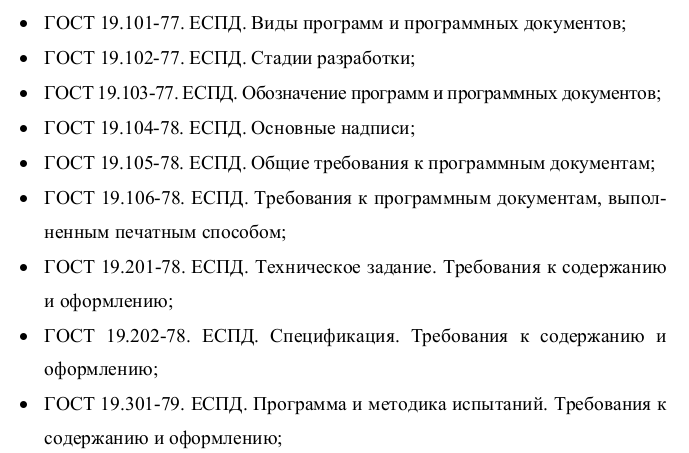 • ГОСТ 19.101-77. ЕСПД. Виды программ и программных документов;
• ГОСТ 19.102-77. ЕСПД. Стадии разработки;
• ГОСТ 19.103-77. ЕСПД. Обозначение программ и программных документов;
• ГОСТ 19.104-78. ЕСПД. Основные надписи;
• ГОСТ 19.105-78. ЕСПД. Общие требования к программным документам;
• ГОСТ 19.106-78. ЕСПД. Требования к программным документам, выпол-
ненным печатным способом;
• ГОСТ 19.201-78. ЕСПД. Техническое задание. Требования к содержанию
и оформлению;
• ГОСТ 19.202-78. ЕСПД. Спецификация. Требования к содержанию и
оформлению;
• ГОСТ 19.301-79. ЕСПД. Программа и методика испытаний. Требования к
содержанию и оформлению;